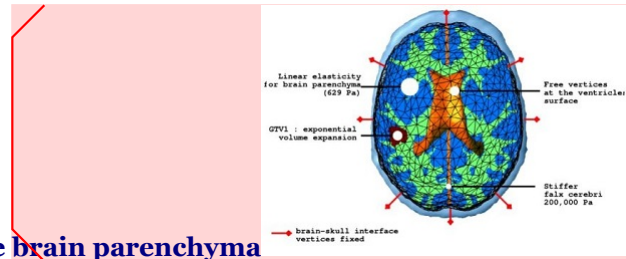 Linear elasticity
for brain parenchyma
(629 Pa)
Free vertices
at the ventricles
surface
GTV1 : exponential
volume expansion
Stiffer
falx cerebri
200,000 Pa
brain-skull interface
vertices fixed
e brain parenchyma